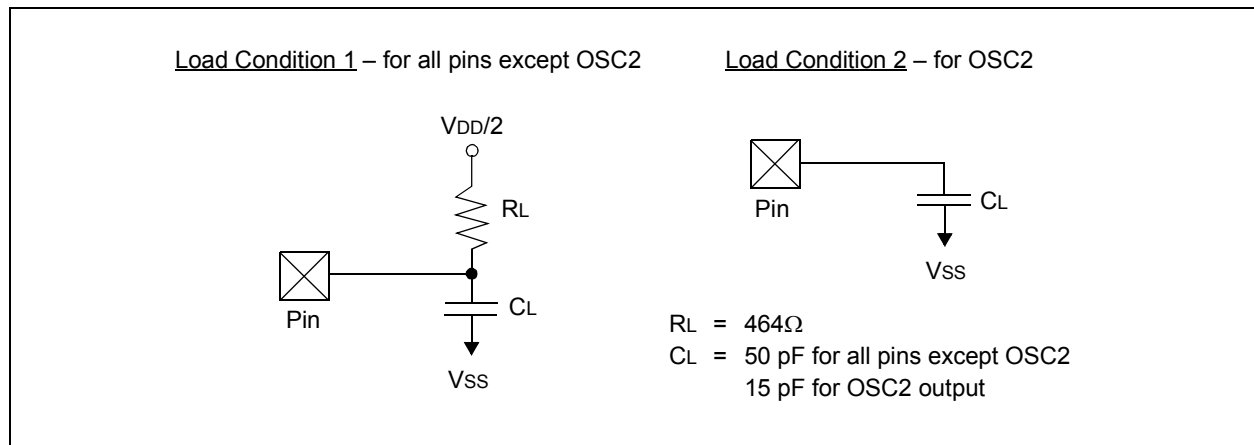 Load Condition 1 – for all pins except OSC2
VDD/2
RL
Pin
CL
VSS
Load Condition 2 – for OSC2
Pin
CL
VSS
RL = 464Ω
CL = 50 pF for all pins except OSC2
15 pF for OSC2 output